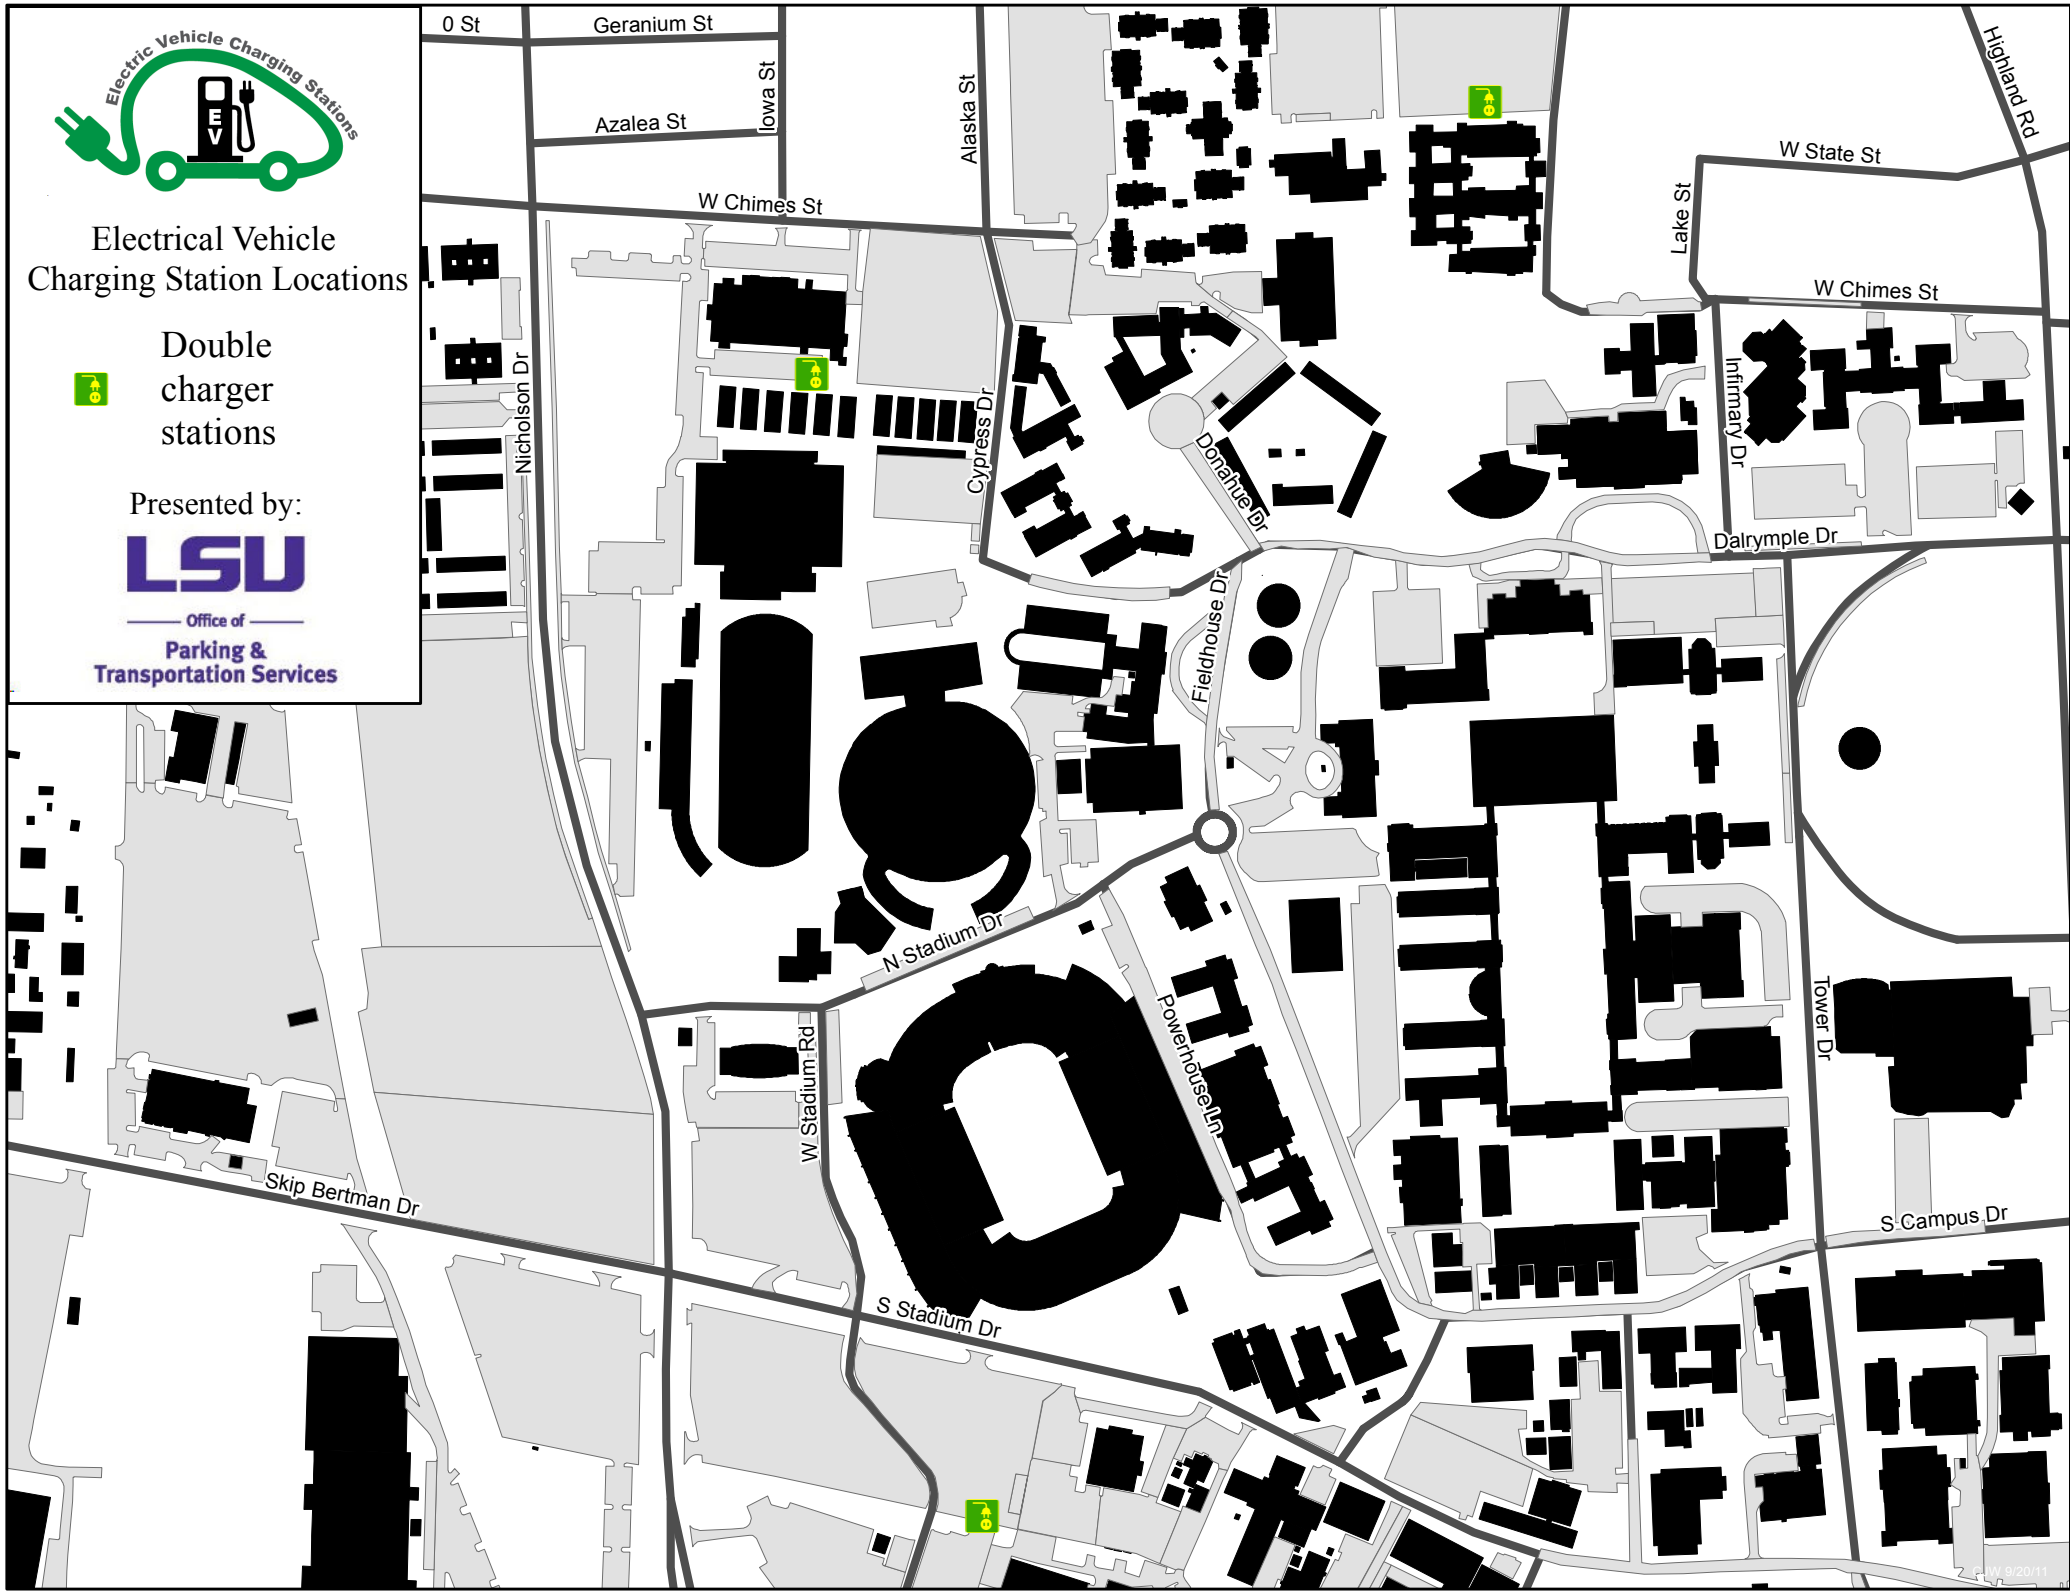 Electric Vehicle Charging Stations
E
V
Electrical Vehicle
Charging Station Locations
Double
charger
stations
Presented by:
LSU
Office of
Parking &
Transportation Services
0 St
Geranium St
Iowa St
Azalea St
Alaska St
W Chimes St
Highland Rd
W State St
Lake St
W Chimes St
Nicholson Dr
Cypress Dr
Donahue Dr
Infirmary Dr
Dalrymple Dr
Fieldhouse Dr
N Stadium Dr
W Stadium Rd
Powerhouse Ln
Tower Dr
Skip Bertman Dr
S Stadium Dr
S Campus Dr